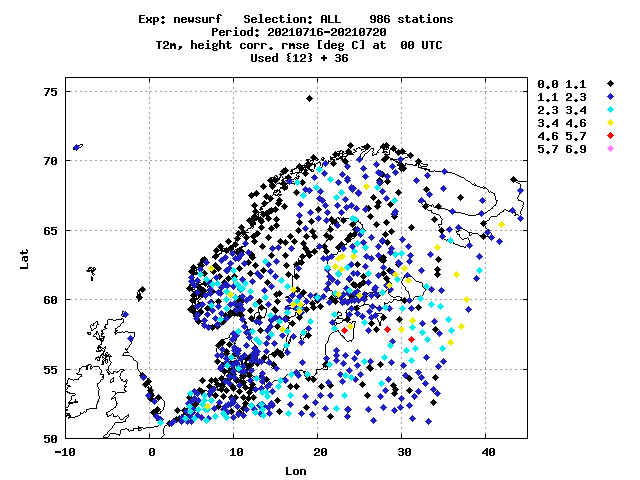 Exp: newsurf   Selection: ALL    986 stations
Period: 20210716-20210720
T2m, height corr. rmse [deg C] at  00 UTC
Used {12} + 36
0.0 1.1
1.1 2.3
2.3 3.4
3.4 4.6
4.6 5.7
5.7 6.9
75
70
65
60
55
50
Lat
-10 0 10 20 30 40
Lon